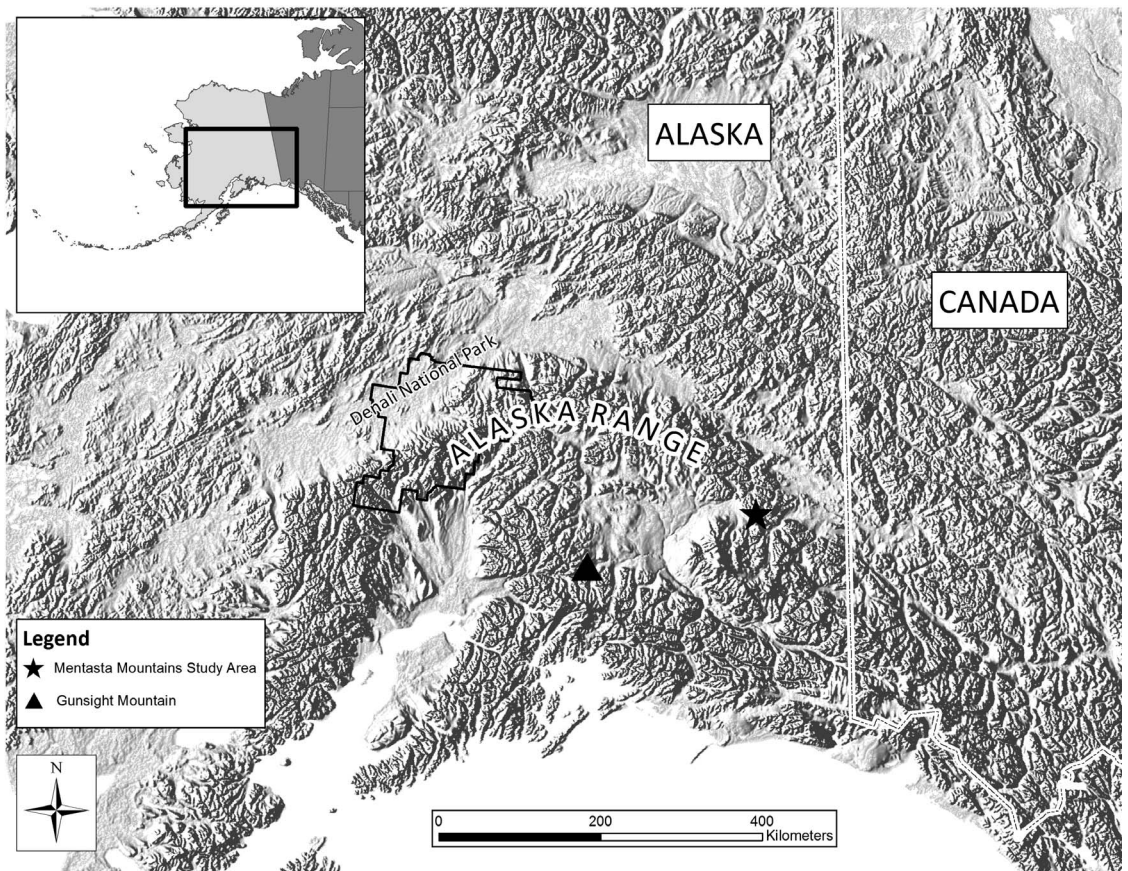 ALASKA
CANADA
Denali National Park
ALASKA RANGE
Legend
Mentasta Mountains Study Area
Gunsight Mountain
N
0 200 400
Kilometers